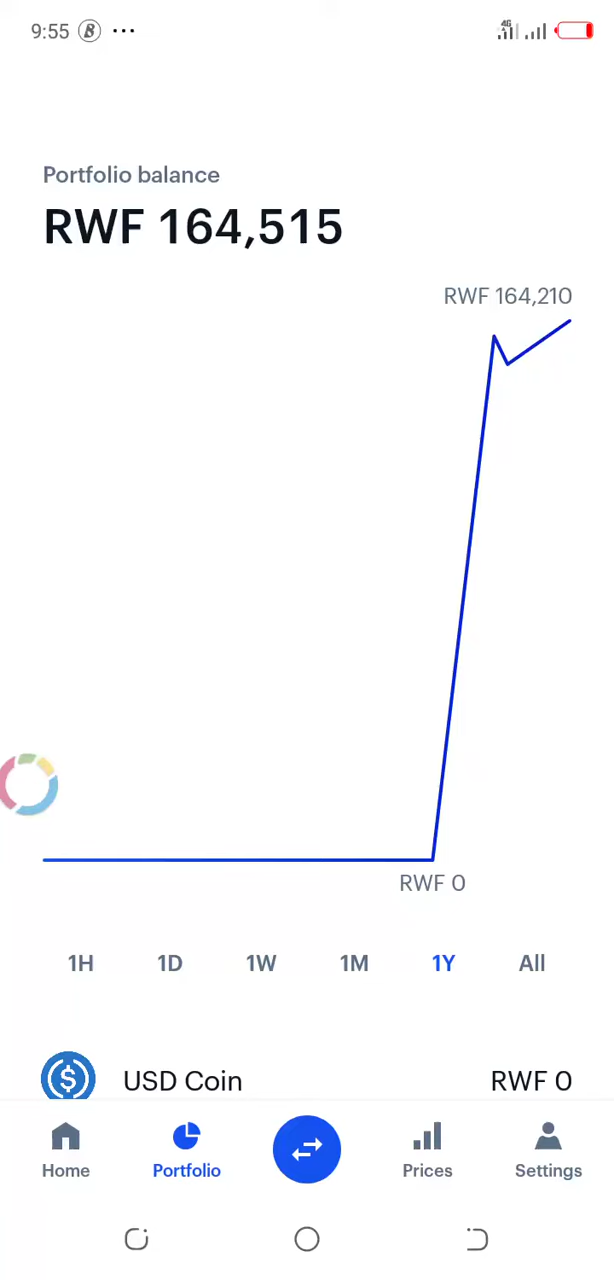 9:55
4G
Portfolio balance
RWF 164,515
RWF 164,210
RWF 0
1H 1D 1W 1M 1Y All
USD Coin RWF 0
Home Portfolio Prices Settings